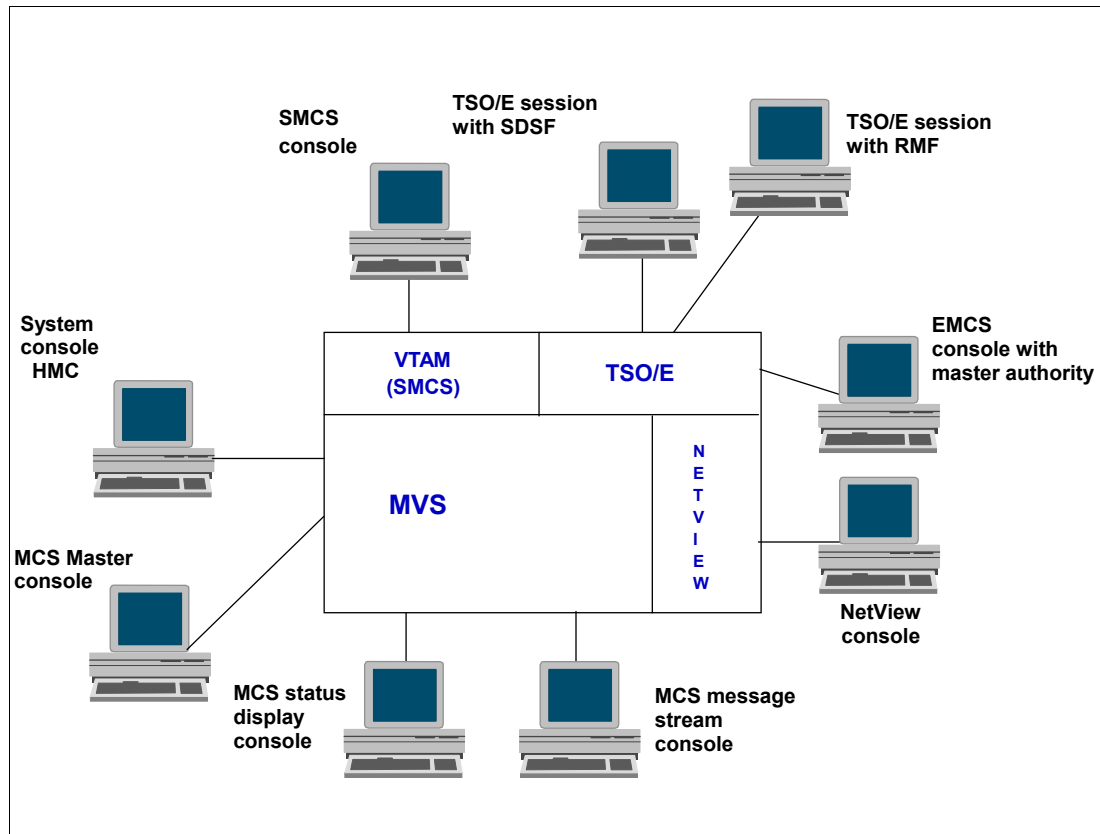 SMCS
console
TSO/E session
with SDSF
TSO/E session
with RMF
System
console
HMC
VTAM
(SMCS)
TSO/E
EMCS
console with
master authority
MVS
NETVIEW
MCS Master
console
NetView
console
MCS status
display
console
MCS message
stream
console